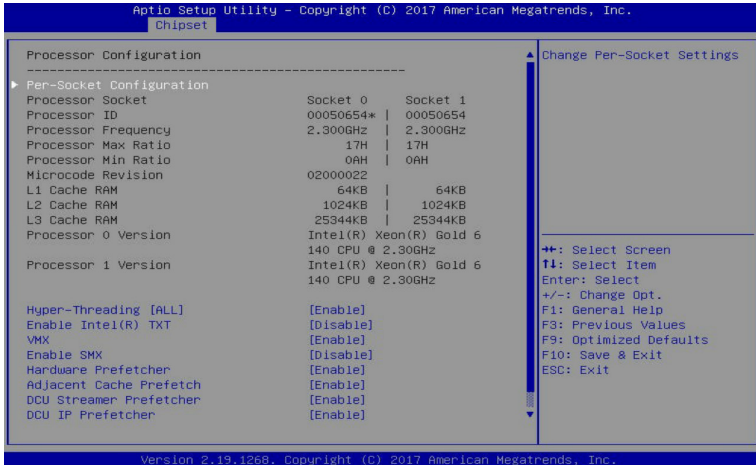 Aptio Setup Utility – Copyright (C) 2017 American Megatrends, Inc.
Chipset
Processor Configuration
--------------------------------------------------
Per-Socket Configuration
Processor Socket Socket 0 Socket 1
Processor ID 00050654* | 00050654
Processor Frequency 2.300GHz | 2.300GHz
Processor Max Ratio 17H | 17H
Processor Min Ratio 0AH | 0AH
Microcode Revision 02000022
L1 Cache RAM 64KB | 64KB
L2 Cache RAM 1024KB | 1024KB
L3 Cache RAM 25344KB | 25344KB
Processor 0 Version Intel(R) Xeon(R) Gold 6
140 CPU @ 2.30GHz
Processor 1 Version Intel(R) Xeon(R) Gold 6
140 CPU @ 2.30GHz
Hyper-Threading [ALL] [Enable]
Enable Intel(R) TXT [Disable]
VMX [Enable]
Enable SMX [Disable]
Hardware Prefetcher [Enable]
Adjacent Cache Prefetch [Enable]
DCU Streamer Prefetcher [Enable]
DCU IP Prefetcher [Enable]
Change Per-Socket Settings
→←: Select Screen
↑↓: Select Item
Enter: Select
+/-: Change Opt.
F1: General Help
F3: Previous Values
F9: Optimized Defaults
F10: Save & Exit
ESC: Exit
Version 2.19.1268. Copyright (C) 2017 American Megatrends, Inc.